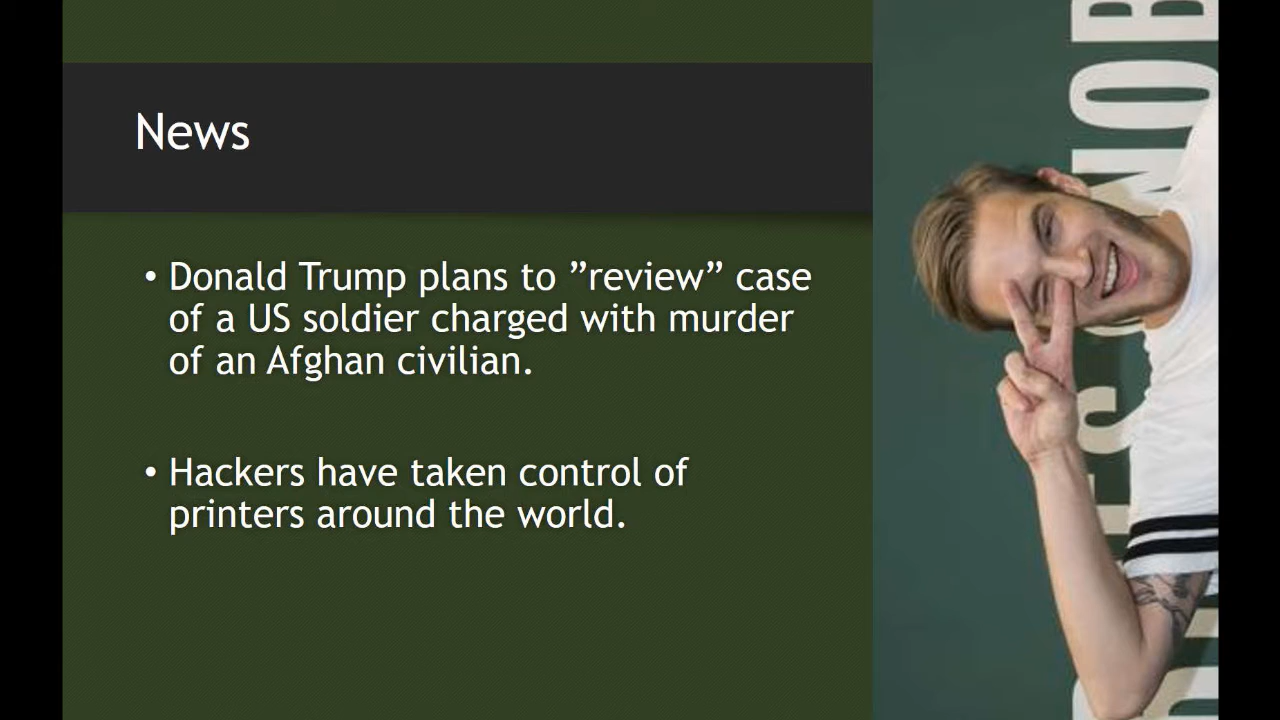 News
• Donald Trump plans to ”review” case
of a US soldier charged with murder
of an Afghan civilian.
• Hackers have taken control of
printers around the world.